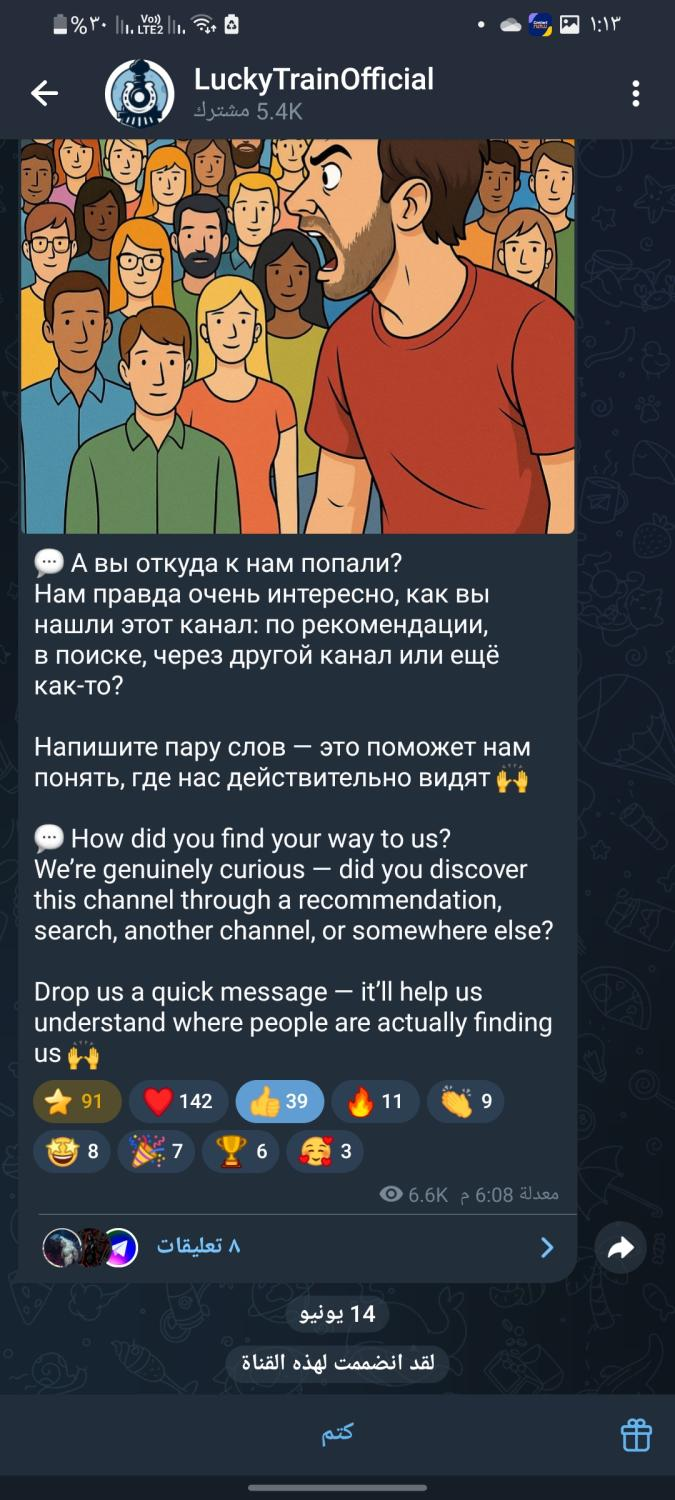 %٣٠ Vo)) LTE2 ١:١٣
LuckyTrainOfficial
5.4K مشترك
💬 А вы откуда к нам попали?
Нам правда очень интересно, как вы
нашли этот канал: по рекомендации,
в поиске, через другой канал или ещё
как-то?
Напишите пару слов — это поможет нам
понять, где нас действительно видят 🙌
💬 How did you find your way to us?
We’re genuinely curious — did you discover
this channel through a recommendation,
search, another channel, or somewhere else?
Drop us a quick message — it’ll help us
understand where people are actually finding
us 🙌
⭐ 91 ❤️ 142 👍 39 🔥 11 👏 9
🤩 8 🎉 7 🏆 6 🥰 3
6.6K معدلة 6:08 م
٨ تعليقات
14 يونيو
لقد انضممت لهذه القناة
كتم